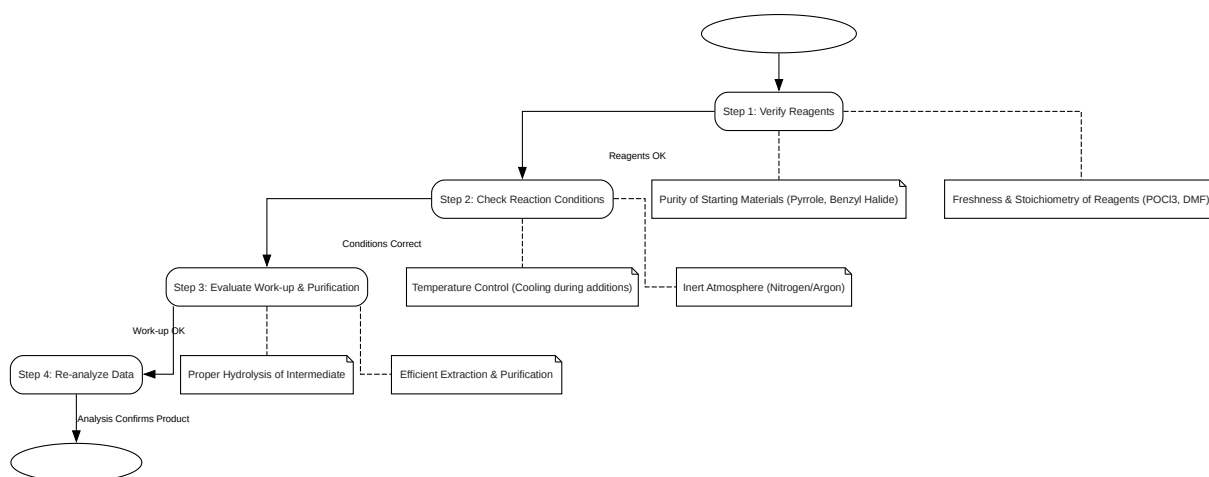 Step 1: Verify Reagents
Reagents OK
Step 2: Check Reaction Conditions
Purity of Starting Materials (Pyrrole, Benzyl Halide)
Freshness & Stoichiometry of Reagents (POCl3, DMF)
Conditions Correct
Step 3: Evaluate Work-up & Purification
Temperature Control (Cooling during additions)
Inert Atmosphere (Nitrogen/Argon)
Work-up OK
Step 4: Re-analyze Data
Proper Hydrolysis of Intermediate
Efficient Extraction & Purification
Analysis Confirms Product